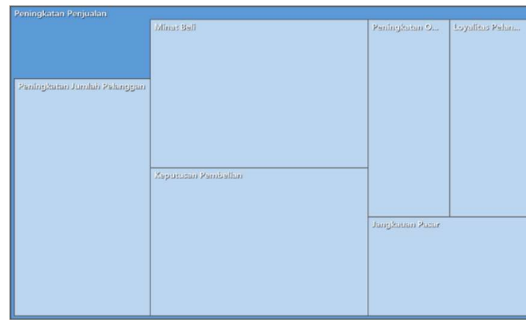 Peningkatan Penjualan
Minat Beli
Peningkatan O...
Loyalitas Pelan...
Peningkatan Jumlah Pelanggan
Keputusan Pembelian
Jangkauan Pasar